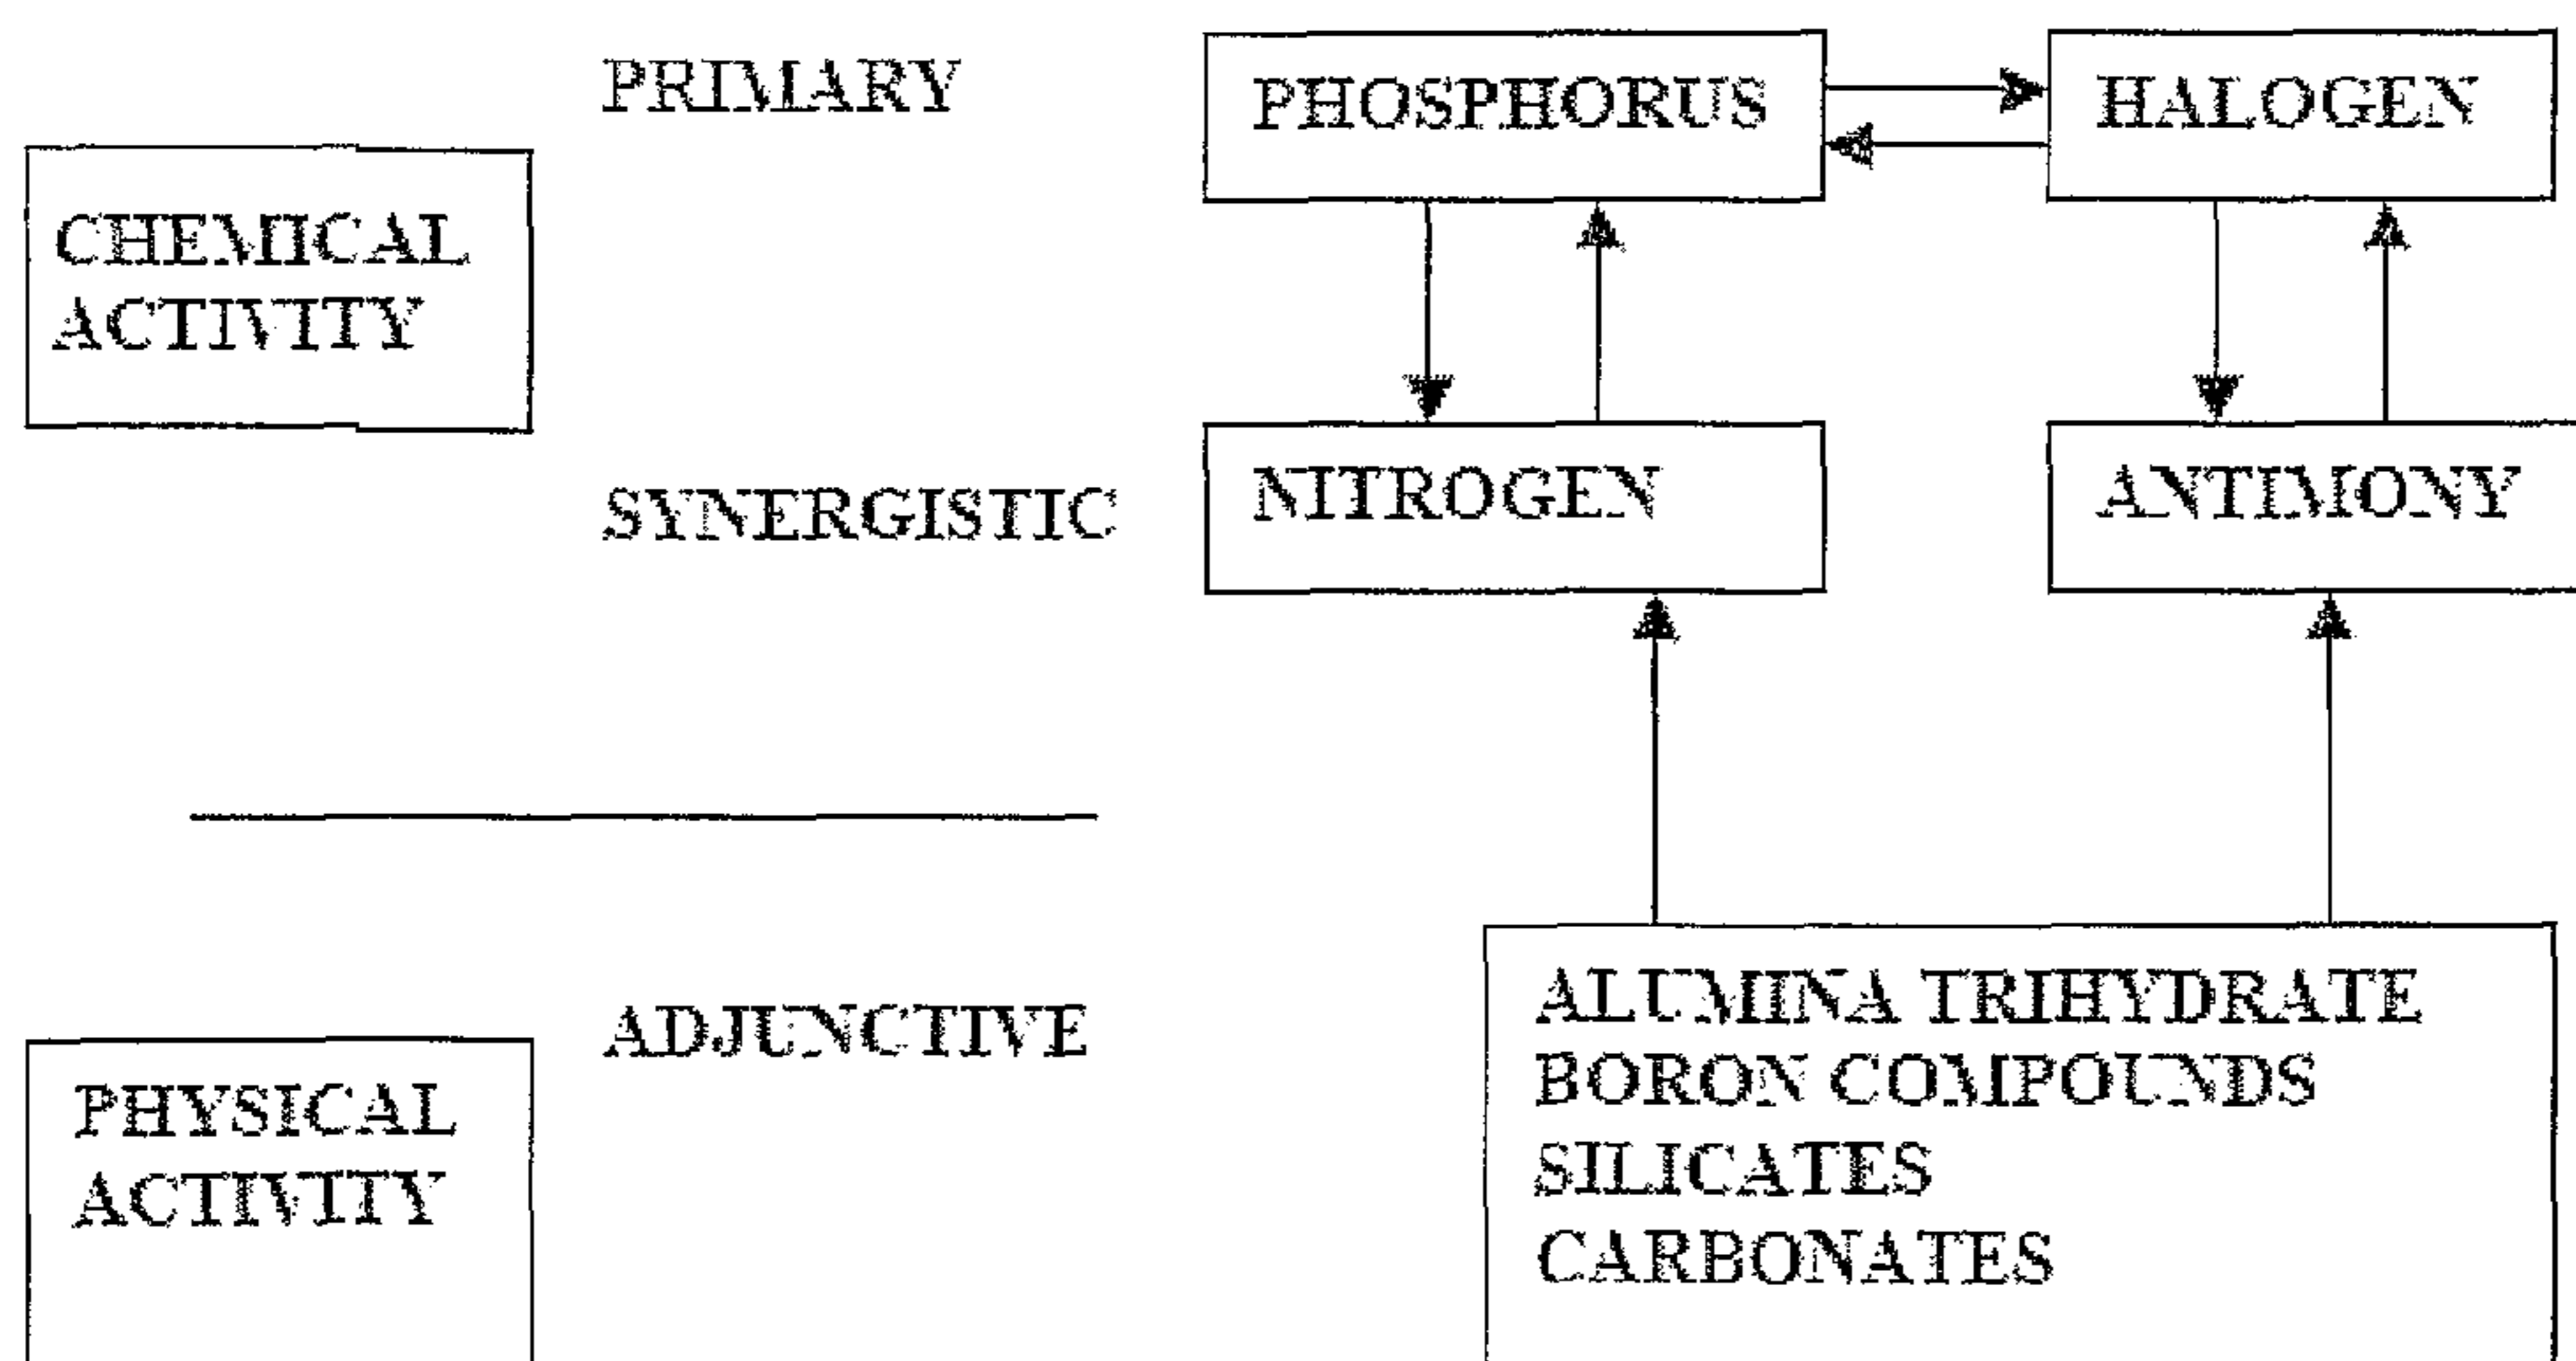 PRIMARY
PHOSPHORUS
HALOGEN
CHEMICAL
ACTIVITY
SYNERGISTIC
NITROGEN
ANTIMONY
ADJUNCTIVE
PHYSICAL
ACTIVITY
ALUMINA TRIHYDRATE
BORON COMPOUNDS
SILICATES
CARBONATES